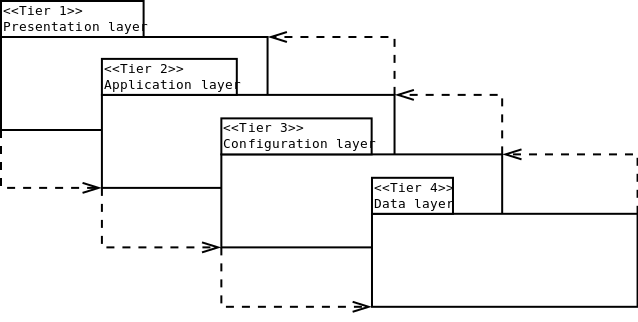 <<Tier 1>>
Presentation layer
<<Tier 2>>
Application layer
<<Tier 3>>
Configuration layer
<<Tier 4>>
Data layer